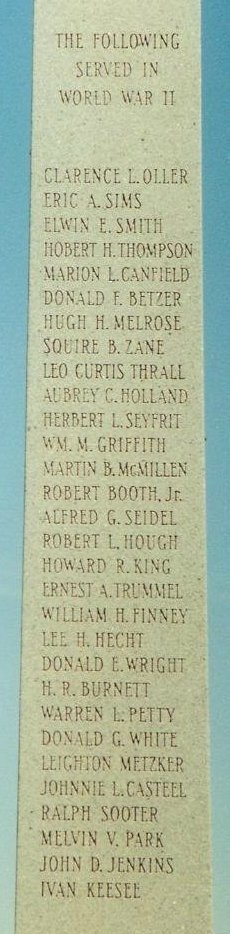 THE FOLLOWING
SERVED IN
WORLD WAR II
CLARENCE L. OLLER
ERIC A. SIMS
ELWIN E. SMITH
HOBERT H. THOMPSON
MARION L. CANFIELD
DONALD F. BETZER
HUGH H. MELROSE
SQUIRE B. ZANE
LEO CURTIS THRALL
AUBREY C. HOLLAND
HERBERT L. SEYFRIT
WM. M. GRIFFITH
MARTIN B. McMILLEN
ROBERT BOOTH, Jr.
ALFRED G. SEIDEL
ROBERT L. HOUGH
HOWARD R. KING
ERNEST A. TRUMMEL
WILLIAM H. FINNEY
LEE H. HECHT
DONALD E. WRIGHT
H. R. BURNETT
WARREN L. PETTY
DONALD G. WHITE
LEIGHTON METZKER
JOHNNIE L. CASTEEL
RALPH SOOTER
MELVIN V. PARK
JOHN D. JENKINS
IVAN KEESEE